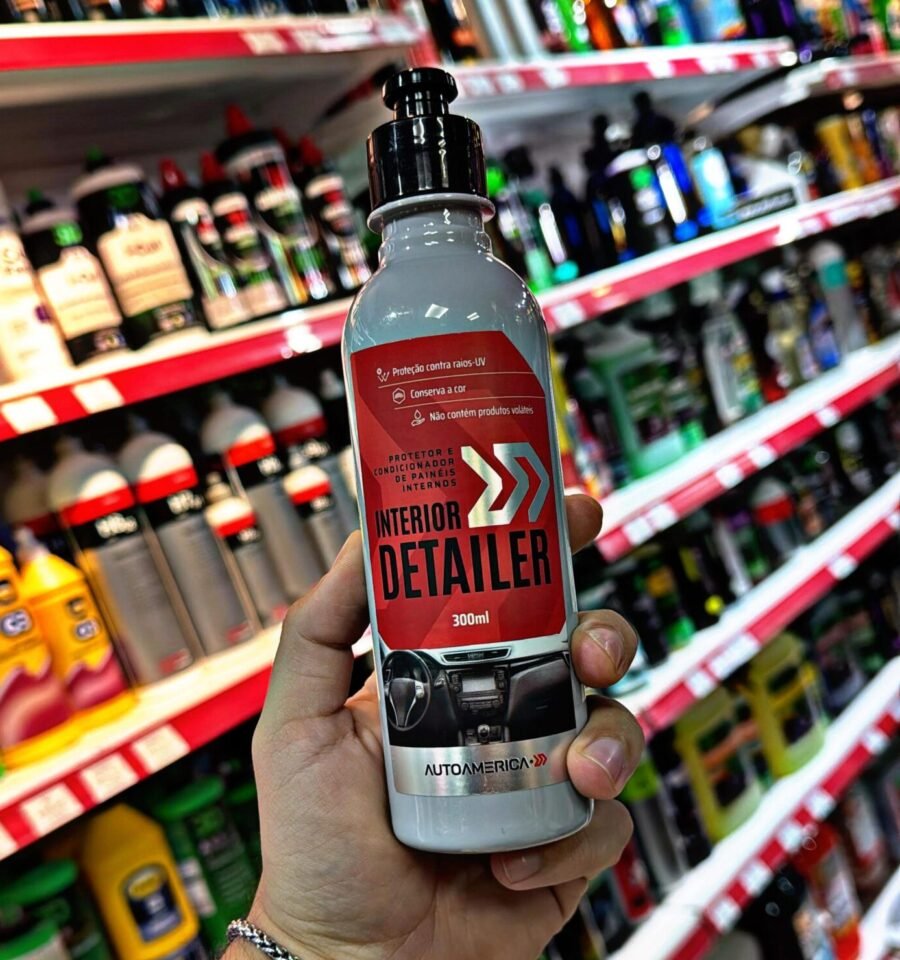 Proteção contra raios-UV
Conserva a cor
Não contém produtos voláteis
PROTETOR E
CONDICIONADOR
DE PAINÉIS
INTERNOS
INTERIOR
DETAILER
300ml
AUTOAMERICA